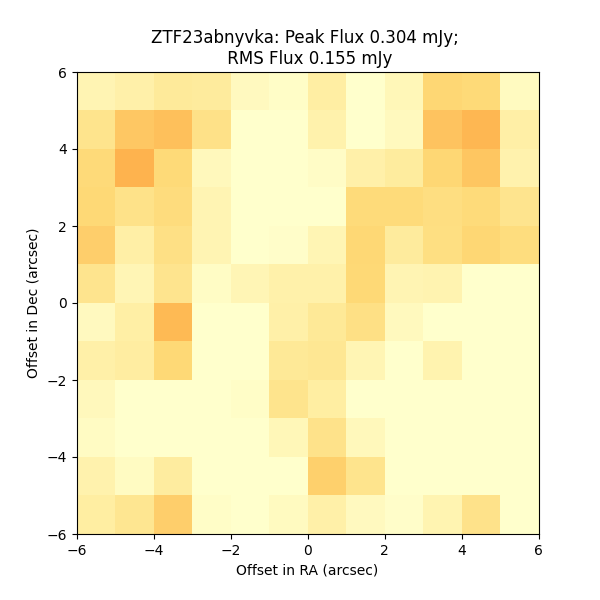 ZTF23abnyvka: Peak Flux 0.304 mJy;
RMS Flux 0.155 mJy
6
4
2
0
−2
−4
−6
Offset in Dec (arcsec)
−6 −4 −2 0 2 4 6
Offset in RA (arcsec)